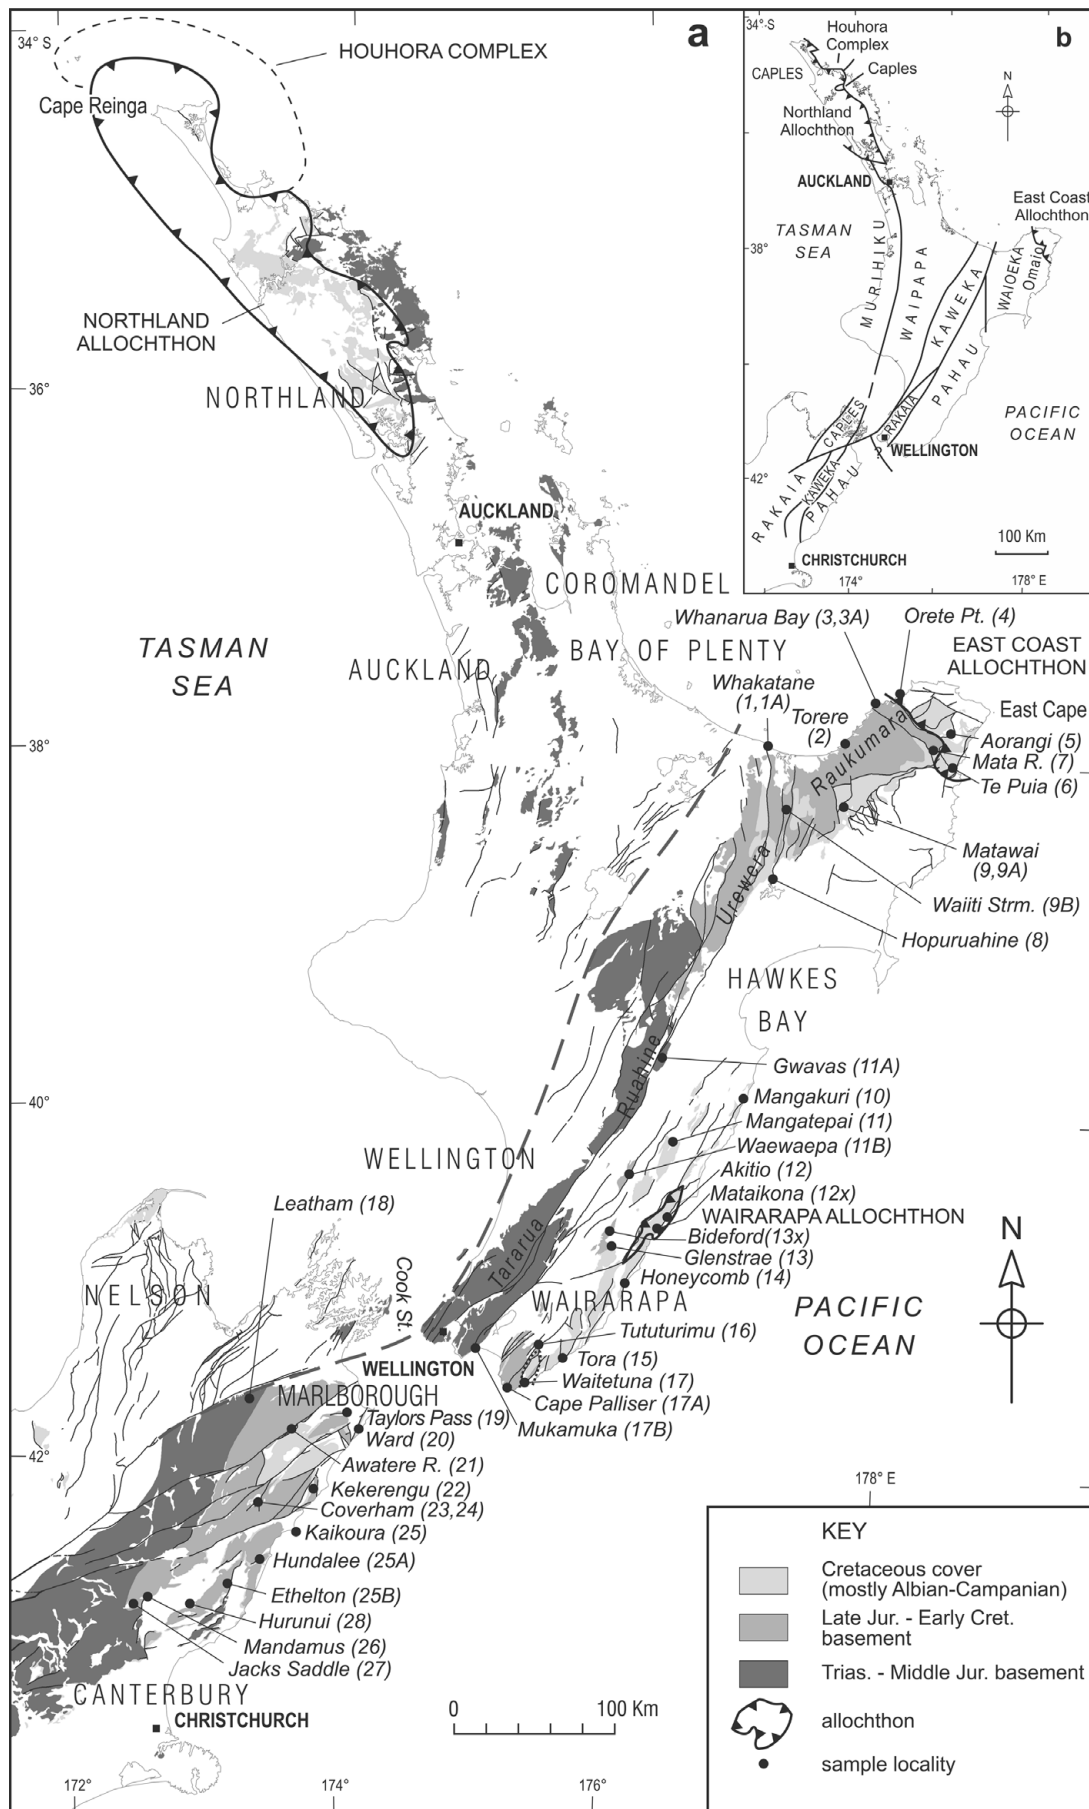 a
34° S
HOUHORA COMPLEX
Cape Reinga
NORTHLAND
ALLOCHTHON
NORTHLAND
36°
AUCKLAND
COROMANDEL
TASMAN
SEA
AUCKLAND
BAY OF PLENTY
Whanarua Bay (3,3A)
Orete Pt. (4)
EAST COAST
ALLOCHTHON
Whakatane
(1,1A)
Torere
(2)
East Cape
Raukumara
Aorangi (5)
Mata R. (7)
Te Puia (6)
38°
Matawai
(9,9A)
Urewera
Waiiti Strm. (9B)
Hopuruahine (8)
HAWKES
BAY
Ruahine
Gwavas (11A)
40°
Mangakuri (10)
Mangatepai (11)
Waewaepa (11B)
WELLINGTON
Akitio (12)
Mataikona (12x)
WAIRARAPA ALLOCHTHON
Leatham (18)
Bideford(13x)
Glenstrae (13)
Tararua
Cook St.
Honeycomb (14)
NELSON
WAIRARAPA
PACIFIC
OCEAN
N
Tututurimu (16)
Tora (15)
WELLINGTON
Waitetuna (17)
MARLBOROUGH
Cape Palliser (17A)
Taylors Pass (19)
Mukamuka (17B)
Ward (20)
42°
Awatere R. (21)
178° E
Kekerengu (22)
Coverham (23,24)
Kaikoura (25)
Hundalee (25A)
Ethelton (25B)
Hurunui (28)
Mandamus (26)
Jacks Saddle (27)
CANTERBURY
CHRISTCHURCH
0
100 Km
172°
174°
176°
KEY
Cretaceous cover
(mostly Albian-Campanian)
Late Jur. - Early Cret.
basement
Trias. - Middle Jur. basement
allochthon
sample locality
b
34°S
Houhora
Complex
CAPLES
Caples
N
Northland
Allochthon
AUCKLAND
East Coast
Allochthon
TASMAN
SEA
38°
MURIHIKU
WAIPAPA
KAWEKA
WAIOEKA
Omaio
PAHAU
CAPLES
RAKAIA
PACIFIC
OCEAN
?
WELLINGTON
42°
RAKAIA
KAWEKA
PAHAU
100 Km
CHRISTCHURCH
174°
178° E